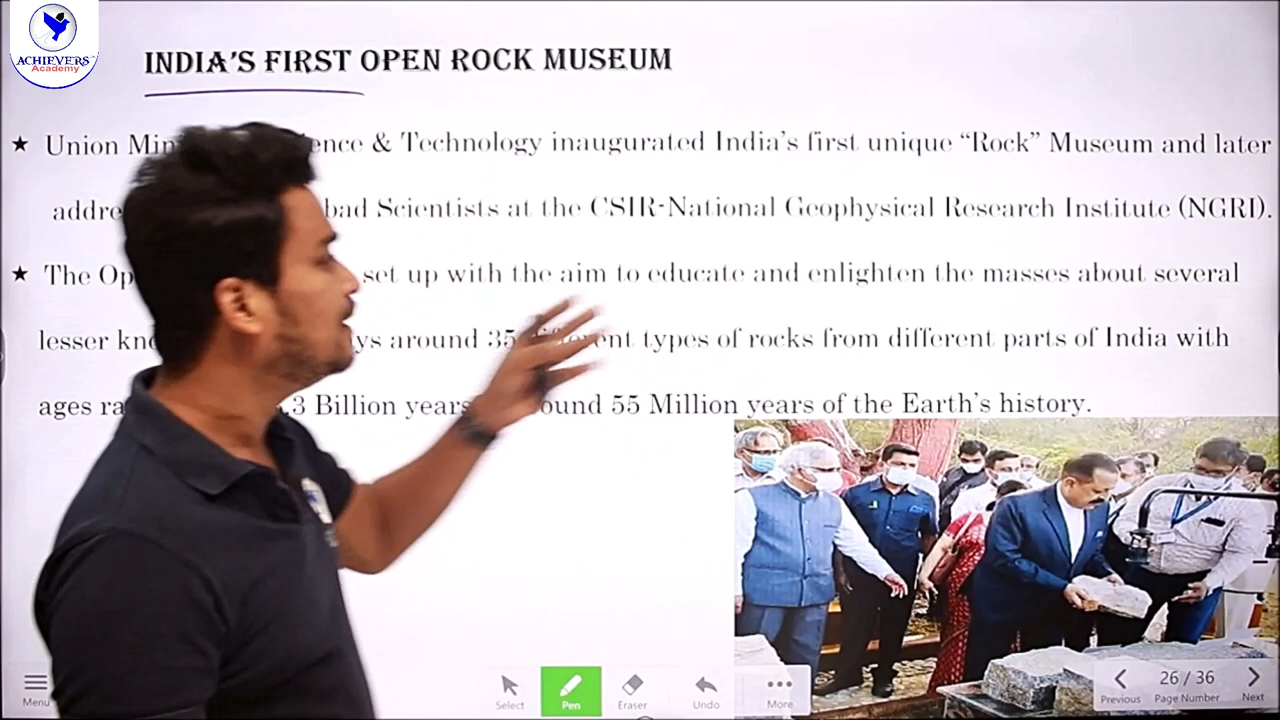 ACHIEVERS
Academy
INDIA'S FIRST OPEN ROCK MUSEUM
★ Union Min ence & Technology inaugurated India's first unique "Rock" Museum and later
addre bad Scientists at the CSIR-National Geophysical Research Institute (NGRI).
★ The Op set up with the aim to educate and enlighten the masses about several
lesser kno ys around 35 different types of rocks from different parts of India with
ages ra .3 Billion years ound 55 Million years of the Earth's history.
Menu
Select
Pen
Eraser
Undo
More
Previous
26 / 36
Page Number
Next